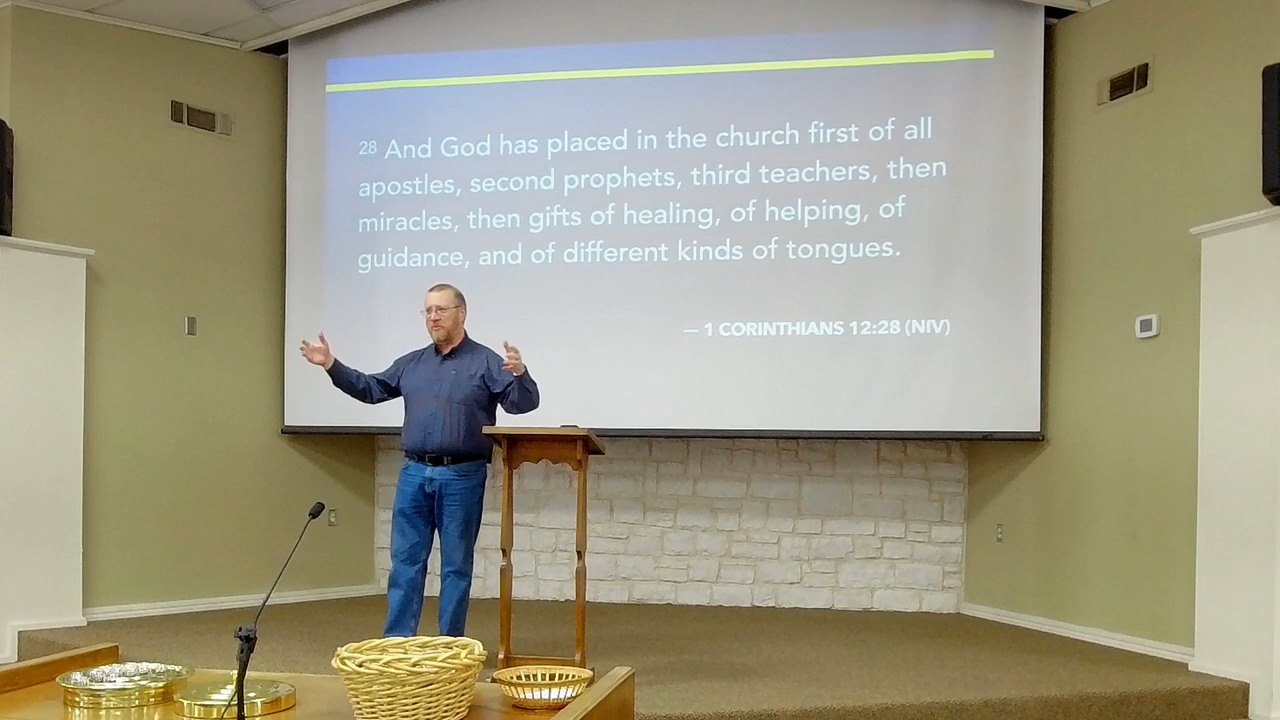 28 And God has placed in the church first of all
apostles, second prophets, third teachers, then
miracles, then gifts of healing, of helping, of
guidance, and of different kinds of tongues.
— 1 CORINTHIANS 12:28 (NIV)